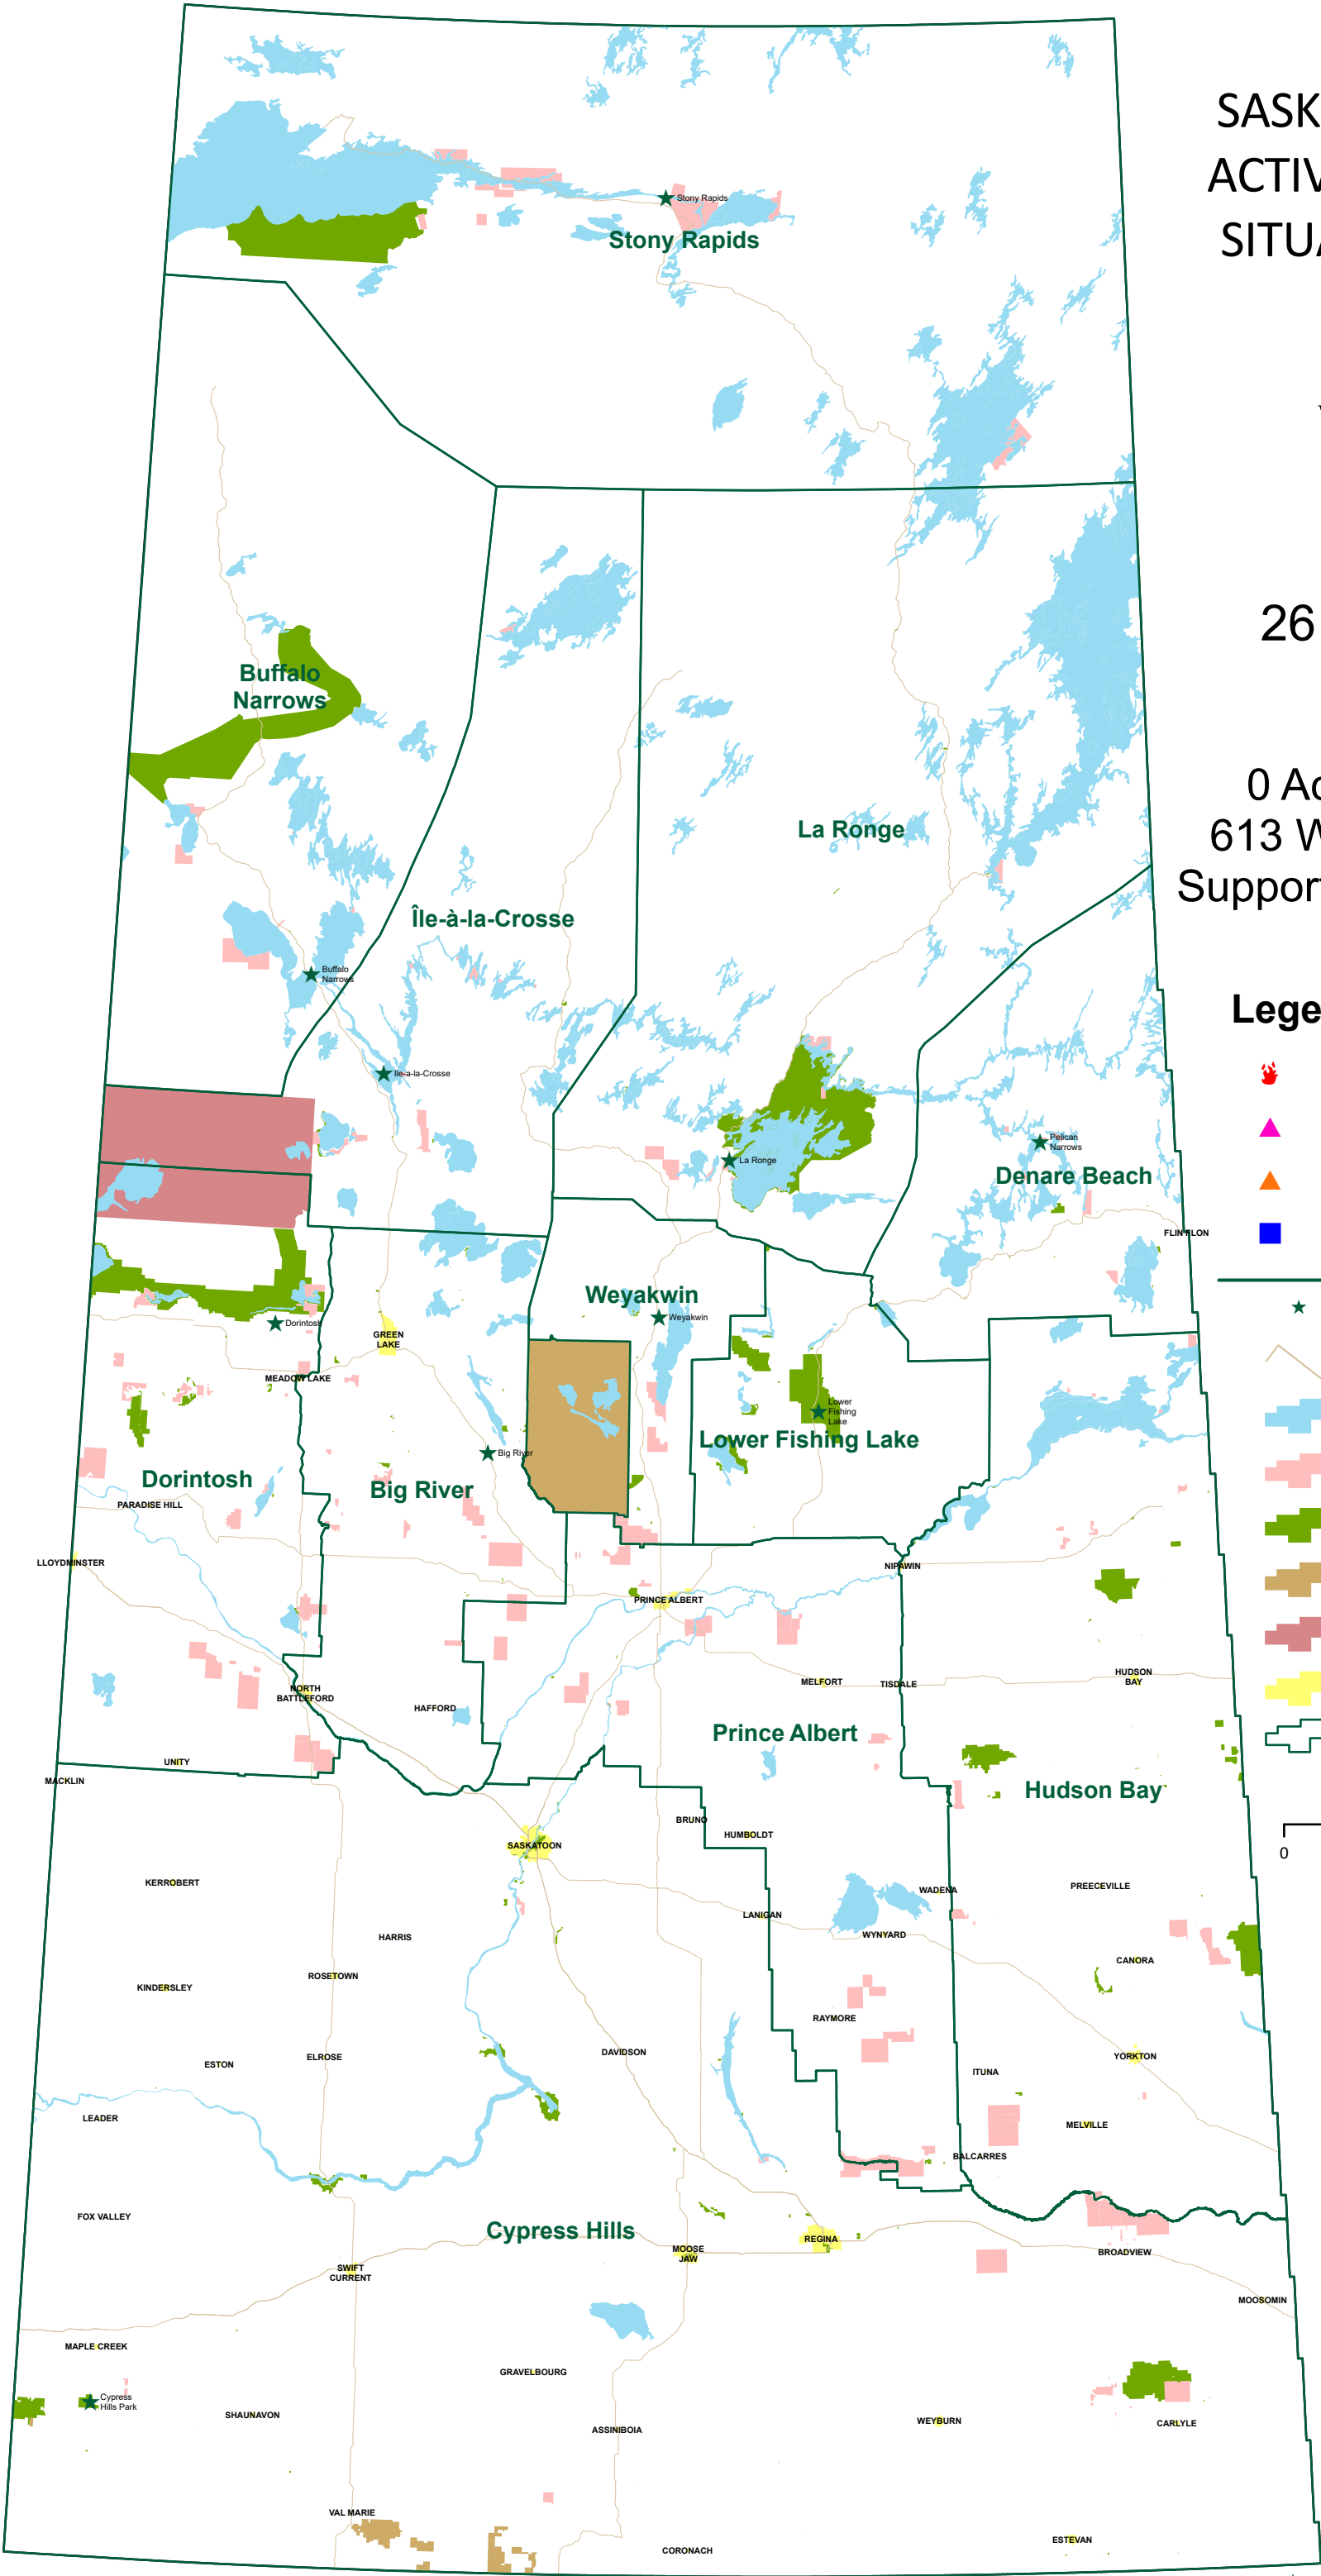 SASK
ACTIV
SITUA
Stony Rapids
Stony Rapids
26
Buffalo
Narrows
0 Ac
613 W
Suppor
La Ronge
Île-à-la-Crosse
Buffalo
Narrows
Lege
Ile-a-la-Crosse
Pelican
Narrows
La Ronge
Denare Beach
FLIN FLON
Weyakwin
Weyakwin
Dorintosh
GREEN
LAKE
MEADOW LAKE
Lower
Fishing
Lake
Lower Fishing Lake
Big River
Dorintosh
Big River
PARADISE HILL
LLOYDMINSTER
NIPAWIN
PRINCE ALBERT
HUDSON
BAY
MELFORT
TISDALE
NORTH
BATTLEFORD
HAFFORD
Prince Albert
UNITY
MACKLIN
Hudson Bay
BRUNO
HUMBOLDT
SASKATOON
0
KERROBERT
PREECEVILLE
WADENA
LANIGAN
WYNYARD
HARRIS
CANORA
ROSETOWN
KINDERSLEY
RAYMORE
DAVIDSON
YORKTON
ELROSE
ESTON
ITUNA
LEADER
MELVILLE
BALCARRES
FOX VALLEY
Cypress Hills
REGINA
MOOSE
JAW
BROADVIEW
SWIFT
CURRENT
MOOSOMIN
MAPLE CREEK
GRAVELBOURG
Cypress
Hills Park
SHAUNAVON
WEYBURN
CARLYLE
ASSINIBOIA
VAL MARIE
ESTEVAN
CORONACH